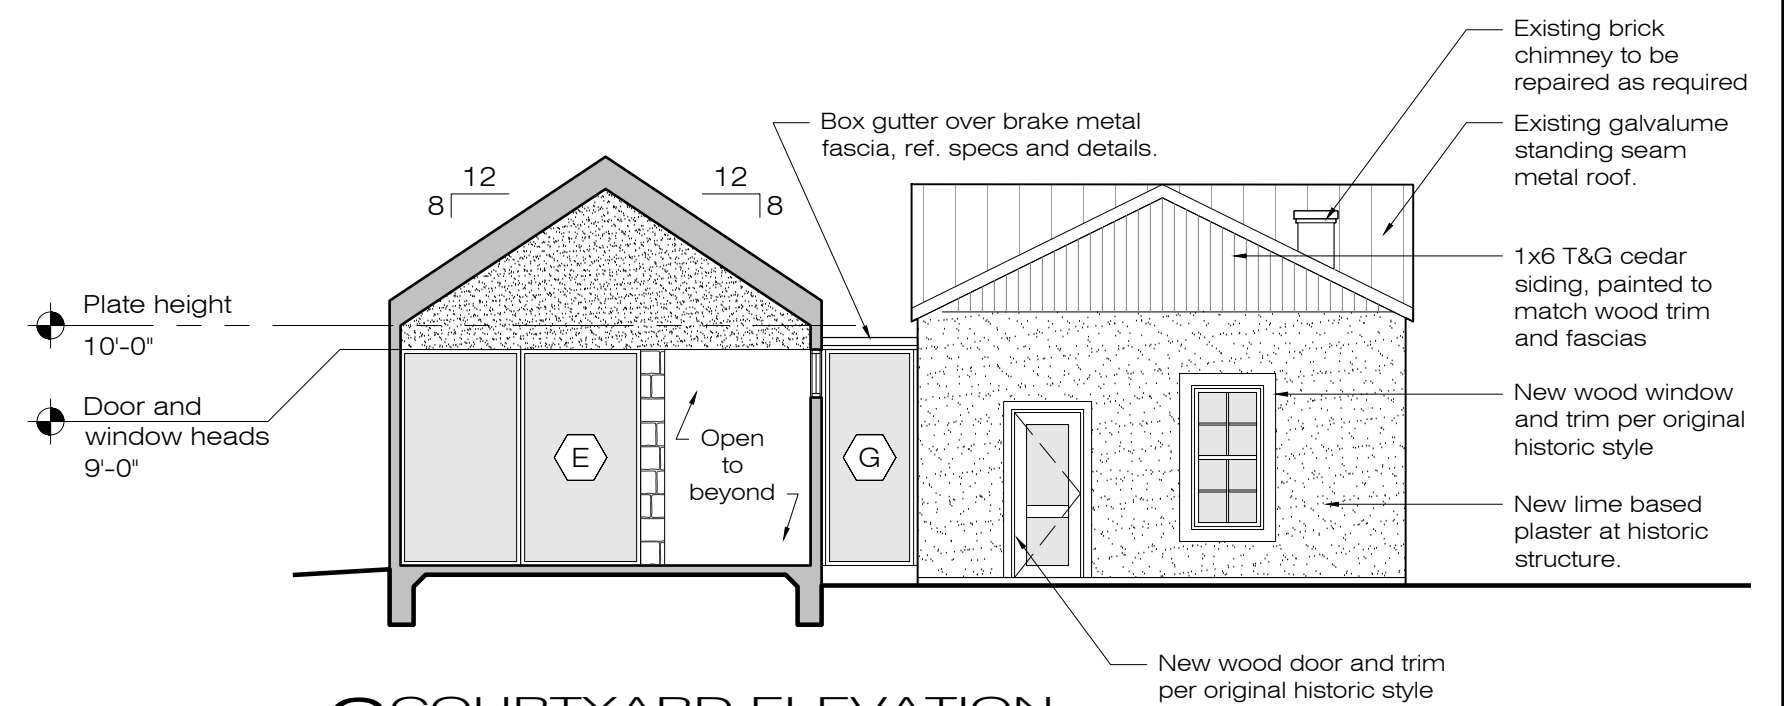 Existing brick
chimney to be
repaired as required
Box gutter over brake metal
fascia, ref. specs and details.
Existing galvalume
standing seam
metal roof.
12
8
12
8
1x6 T&G cedar
siding, painted to
match wood trim
and fascias
Plate height
10'-0"
Door and
window heads
9'-0"
New wood window
and trim per original
historic style
Open
to
beyond
E
G
New lime based
plaster at historic
structure.
New wood door and trim
per original historic style
COURTYARD ELEVATION